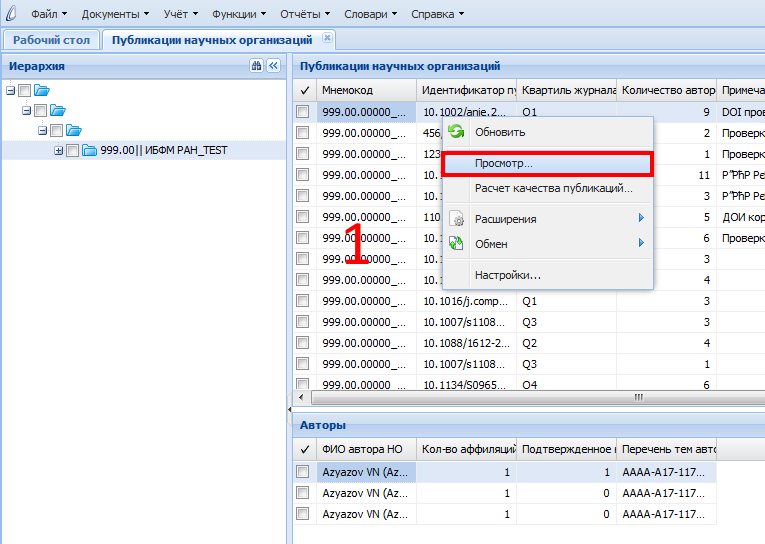 Файл Документы Учёт Функции Отчёты Словари Справка
Рабочий стол Публикации научных организаций
Иерархия
999.00|| ИБФМ РАН_TEST
Публикации научных организаций
Мнемокод Идентификатор пу Квартиль журнала Количество автор Примеча
999.00.00000_... 10.1002/anie.2... Q1 9 DOI пров
999.00.00000_... 456, 2 Проверк
999.00.00000_... 123 1 Проверк
999.00.00000_... 10.1 11
999.00.00000_... 10.1 3
999.00.00000_... 110 5 ДОИ кор
999.00.00000_... 10.1 6 Проверк
999.00.00000_... 10.1 3
999.00.00000_... 10.1 4
999.00.00000_... 10.1016/j.comp... Q1 3
999.00.00000_... 10.1007/s1108... Q3 3
999.00.00000_... 10.1088/1612-2... Q2 4
999.00.00000_... 10.1007/s1108... Q3 1
999.00.00000_... 10.1134/S0965... Q4 6
Обновить
Просмотр...
Расчет качества публикаций...
Расширения
Обмен
Настройки...
1
Авторы
ФИО автора НО Кол-во аффиляций Подтвержденное Перечень тем авто
Azyazov VN (Az... 1 1 AAAA-A17-117...
Azyazov VN (Az... 1 0 AAAA-A17-117...
Azyazov VN (Az... 1 0 AAAA-A17-117...